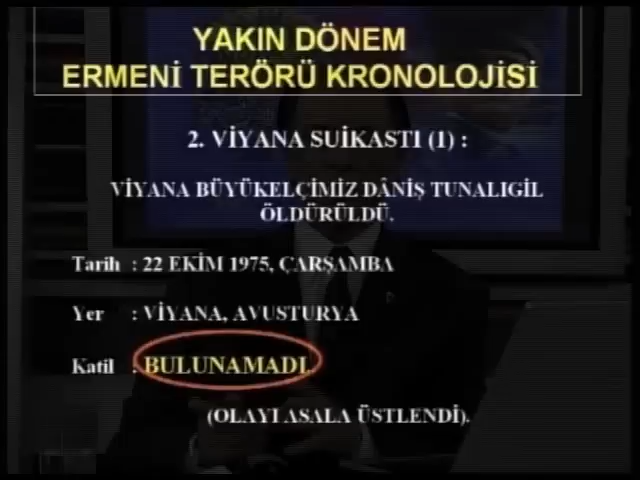 YAKIN DÖNEM
ERMENİ TERÖRÜ KRONOLOJİSİ
2. VİYANA SUİKASTI (1) :
VİYANA BÜYÜKELÇİMİZ DÂNİŞ TUNALIGİL
ÖLDÜRÜLDÜ.
Tarih : 22 EKİM 1975, ÇARŞAMBA
Yer : VİYANA, AVUSTURYA
Katil : BULUNAMADI.
(OLAYI ASALA ÜSTLENDİ).